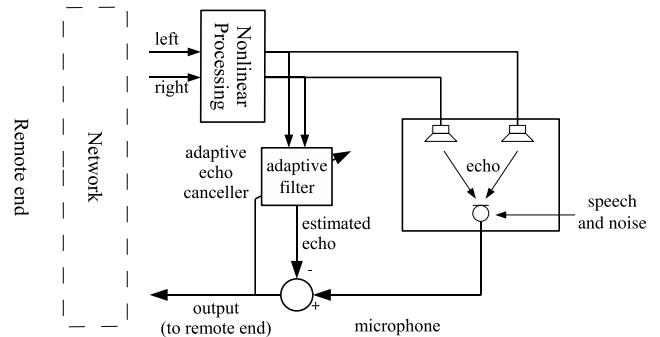 Remote end
Network
left
right
Nonlinear
Processing
adaptive
echo
canceller
adaptive
filter
estimated
echo
echo
speech
and noise
-
+
output
(to remote end)
microphone